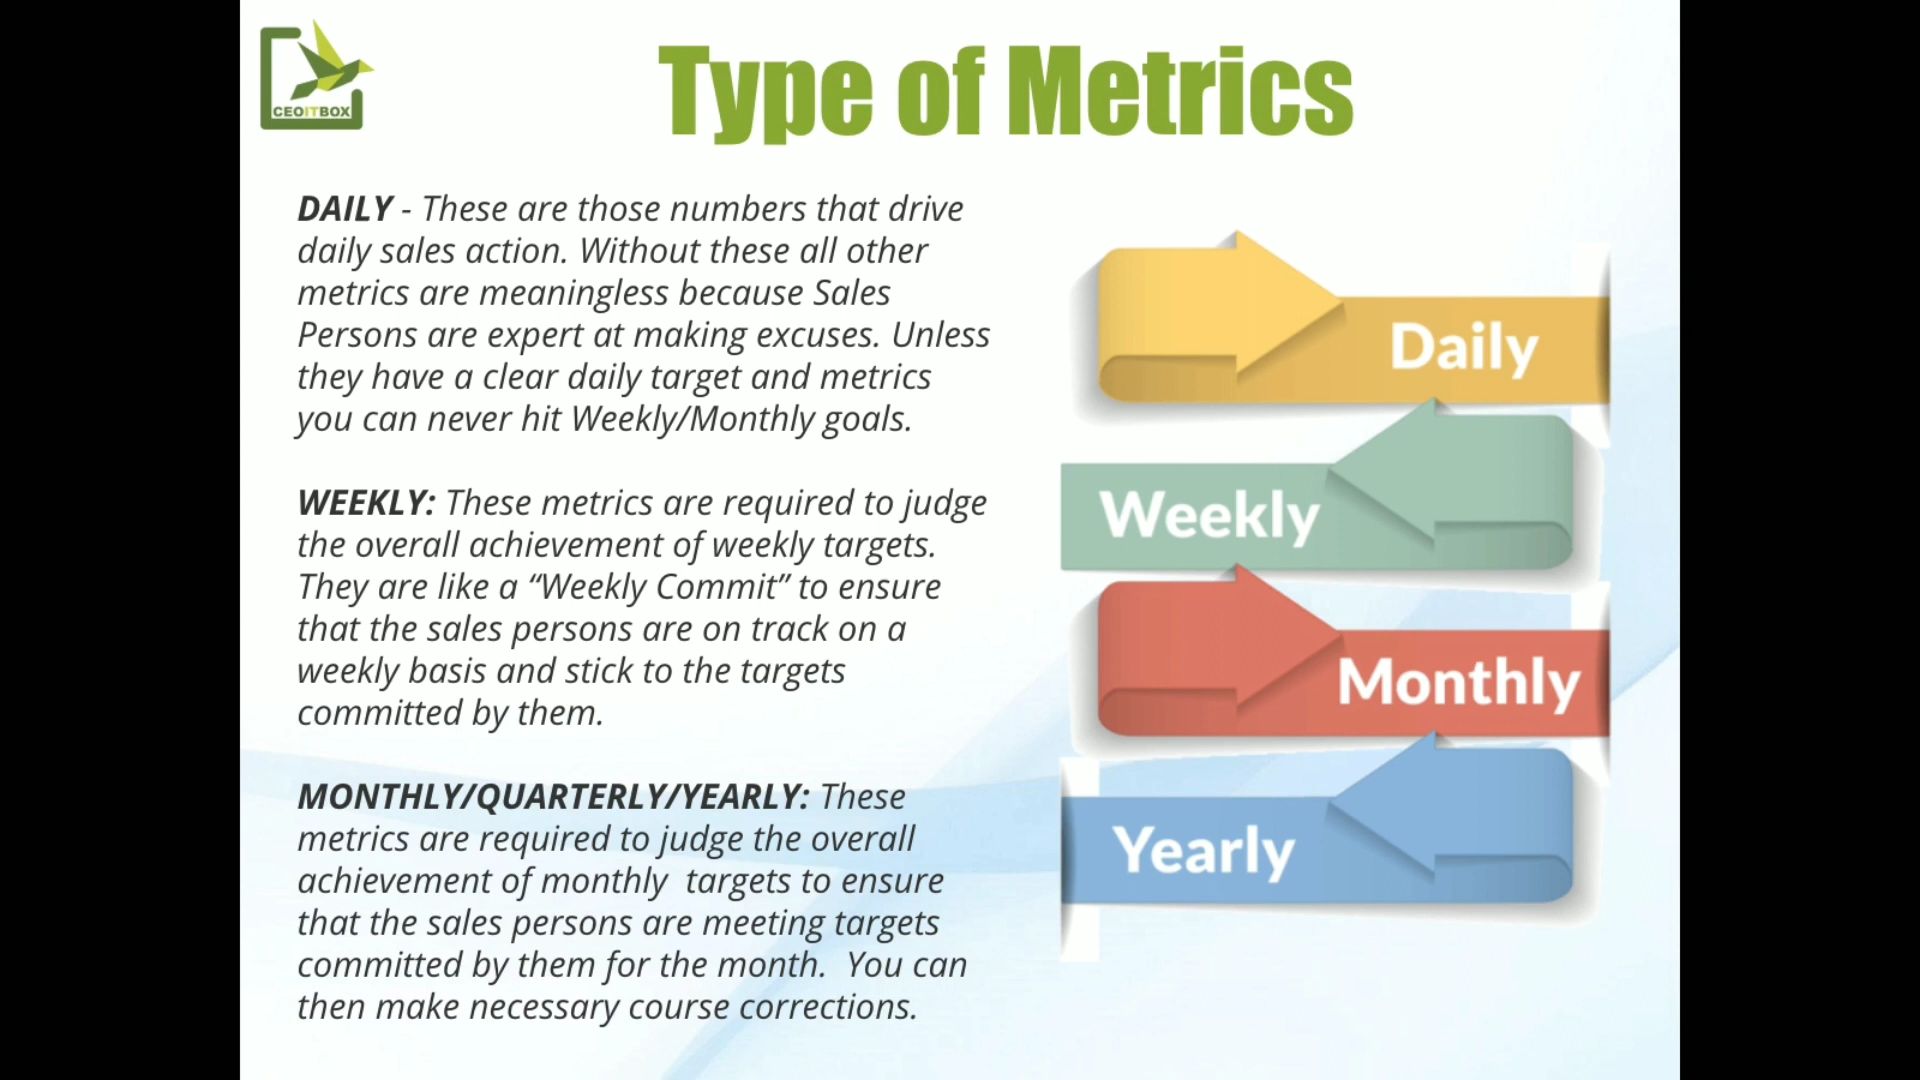 CEOITBOX
Type of Metrics
DAILY - These are those numbers that drive
daily sales action. Without these all other
metrics are meaningless because Sales
Persons are expert at making excuses. Unless
they have a clear daily target and metrics
you can never hit Weekly/Monthly goals.
WEEKLY: These metrics are required to judge
the overall achievement of weekly targets.
They are like a “Weekly Commit” to ensure
that the sales persons are on track on a
weekly basis and stick to the targets
committed by them.
MONTHLY/QUARTERLY/YEARLY: These
metrics are required to judge the overall
achievement of monthly  targets to ensure
that the sales persons are meeting targets
committed by them for the month.  You can
then make necessary course corrections.
Daily
Weekly
Monthly
Yearly